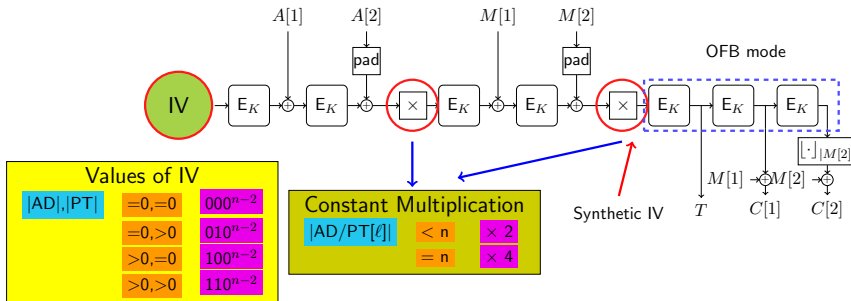 A[1] A[2] M[1] M[2]
OFB mode
pad pad
IV E_K E_K × E_K E_K × E_K E_K E_K
⌊·⌋_{|M[2]|}
M[1] M[2]
T C[1] C[2]
Synthetic IV
Values of IV
|AD|,|PT| =0,=0 000^{n−2}
=0,>0 010^{n−2}
>0,=0 100^{n−2}
>0,>0 110^{n−2}
Constant Multiplication
|AD/PT[ℓ]| < n × 2
= n × 4